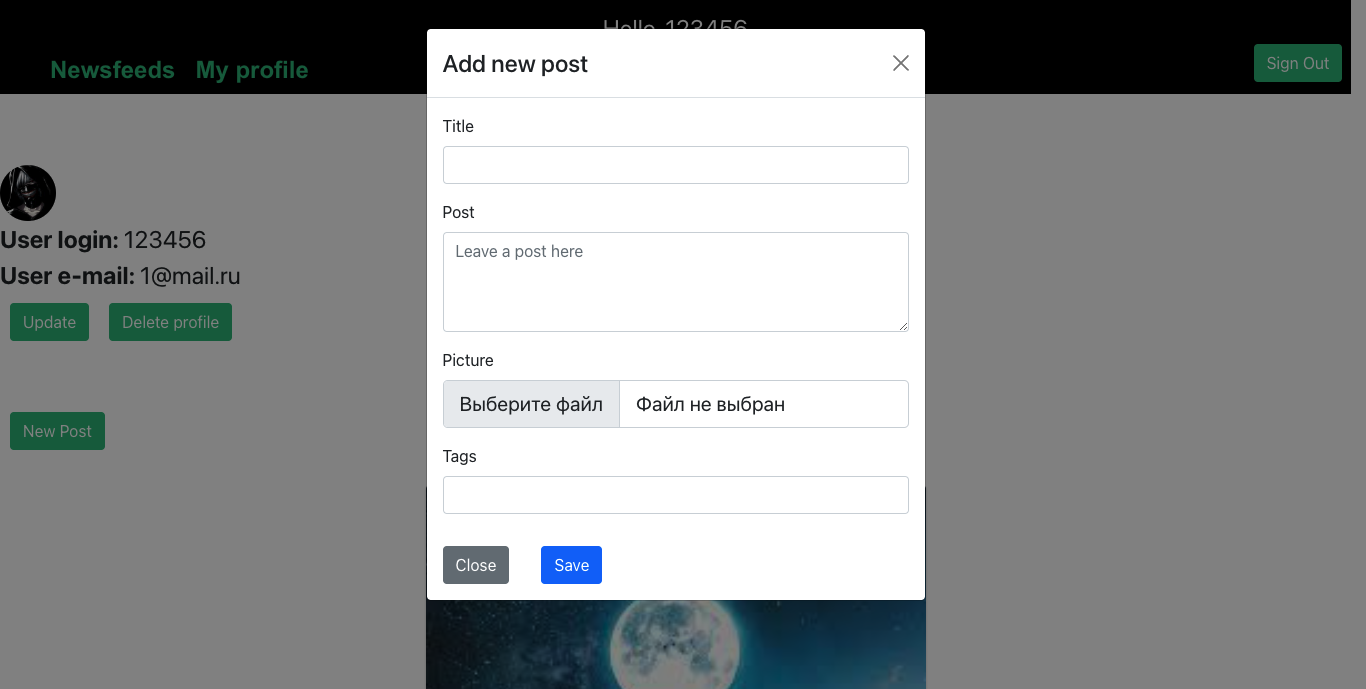 Hello, 123456
Newsfeeds My profile
Sign Out
Add new post
Title
Post
Leave a post here
Picture
Выберите файл Файл не выбран
Tags
Close Save
User login: 123456
User e-mail: 1@mail.ru
Update Delete profile
New Post